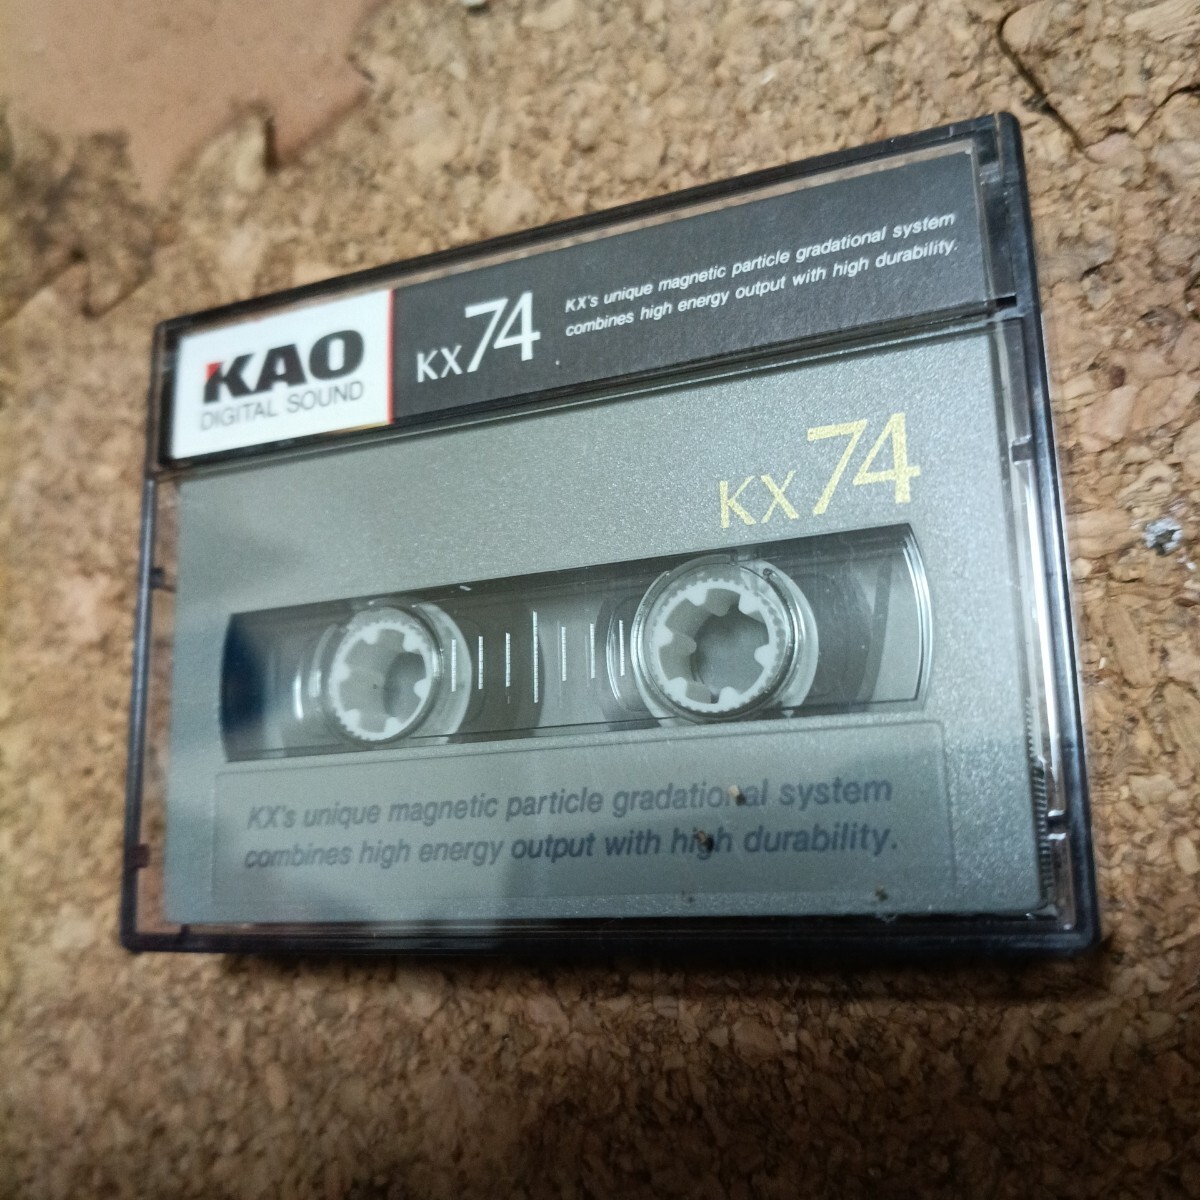 KAO
DIGITAL SOUND
KX74
KX's unique magnetic particle gradational system
combines high energy output with high durability.
KX74
KX's unique magnetic particle gradational system
combines high energy output with high durability.